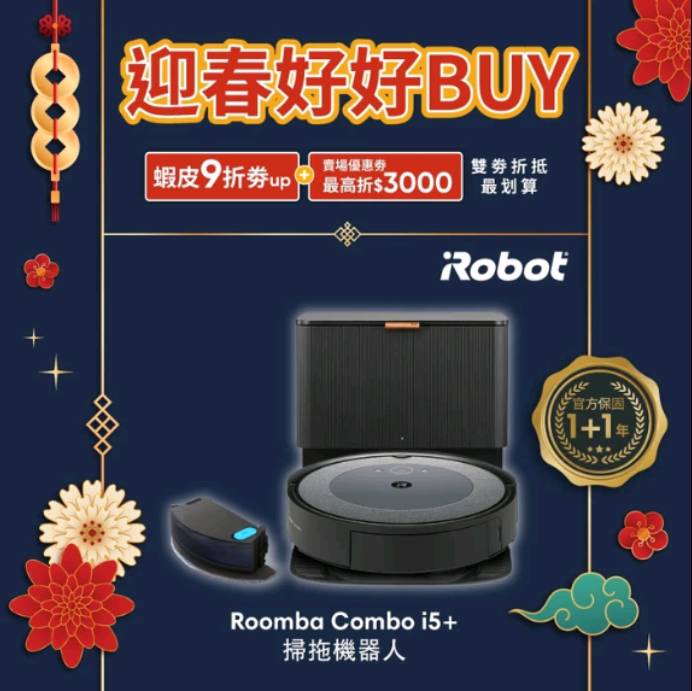 迎春好好BUY
蝦皮9折券up
+
賣場優惠券
最高折$3000
雙券折抵
最划算
iRobot
官方保固
1+1年
Roomba Combo i5+
掃拖機器人